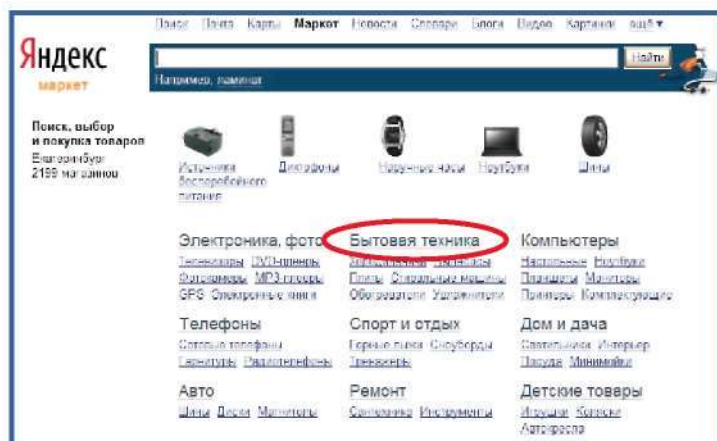 Поиск Почта Карты Маркет Новости Словари Блоги Видео Картинки ещё ▼
Яндекс
маркет
Найти
Например, ламинат
Поиск, выбор
и покупка товаров
Екатеринбург
2199 магазинов
Источники
бесперебойного
питания
Диктофоны
Наручные часы
Ноутбуки
Шины
Электроника, фото
Телевизоры DVD-плееры
Фотокамеры MP3-плееры
GPS Электронные книги
Бытовая техника
Плиты Стиральные машины
Обогреватели Увлажнители
Компьютеры
Настольные Ноутбуки
Планшеты Мониторы
Принтеры Комплектующие
Телефоны
Сотовые телефоны
Гарнитуры Радиотелефоны
Спорт и отдых
Горные лыжи Сноуборды
Тренажеры
Дом и дача
Светильники Интерьер
Посуда Минимойки
Авто
Шины Диски Магнитолы
Ремонт
Сантехника Инструменты
Детские товары
Игрушки Коляски
Автокресла